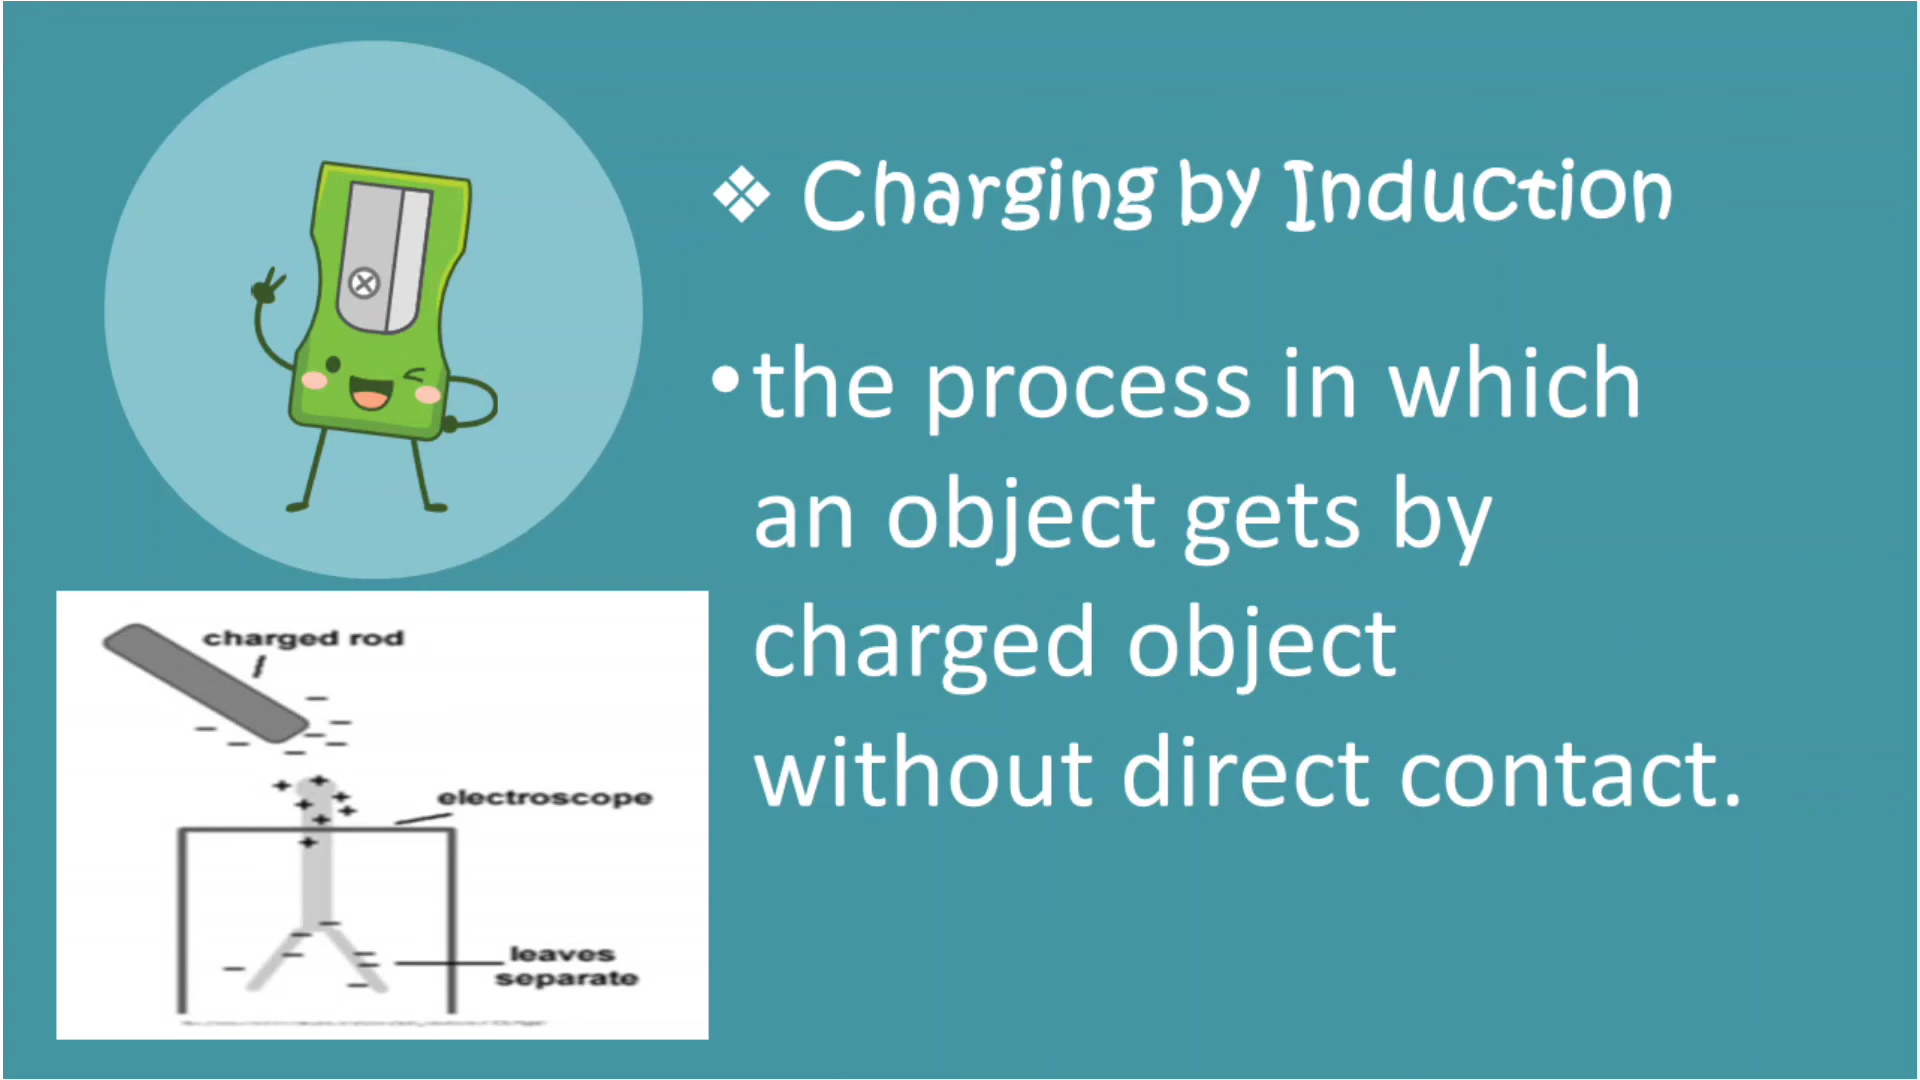 ❖ Charging by Induction
•the process in which
an object gets by
charged object
without direct contact.
charged rod
electroscope
leaves
separate